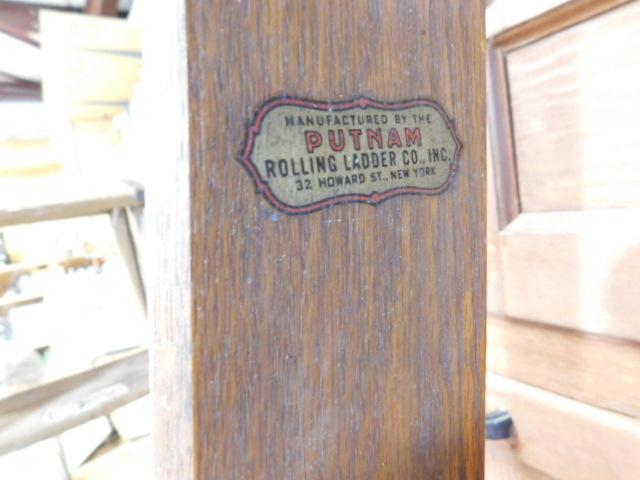 MANUFACTURED BY THE
PUTNAM
ROLLING LADDER CO., INC.
32 HOWARD ST., NEW YORK